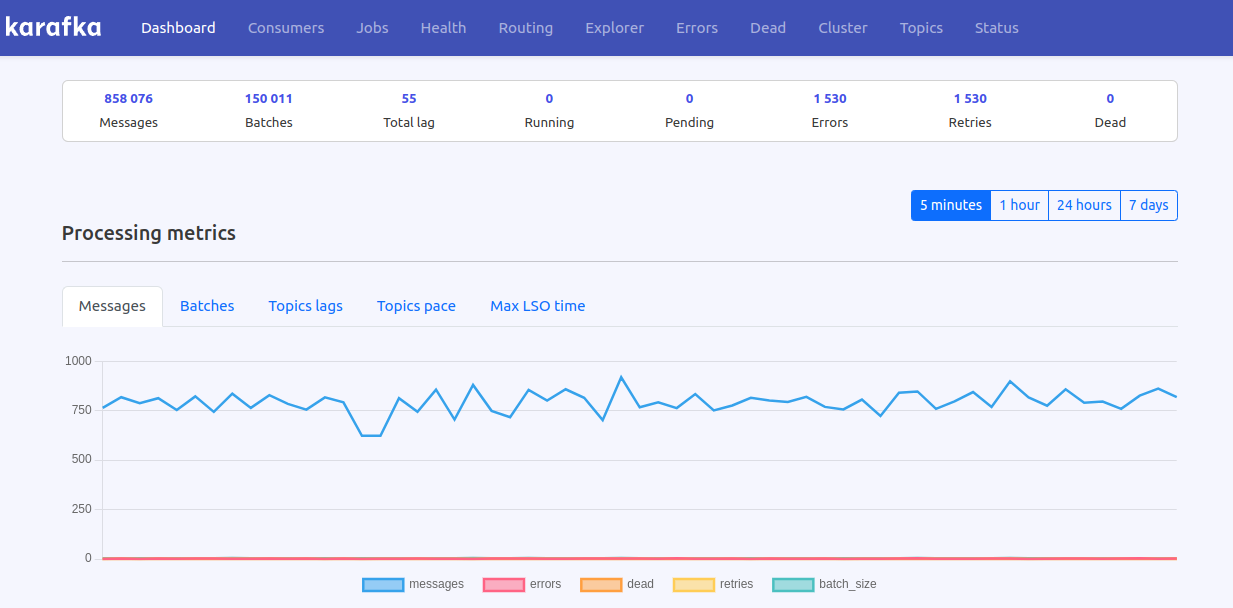 karafka Dashboard Consumers Jobs Health Routing Explorer Errors Dead Cluster Topics Status
858 076 150 011 55 0 0 1 530 1 530 0
Messages Batches Total lag Running Pending Errors Retries Dead
5 minutes 1 hour 24 hours 7 days
Processing metrics
Messages Batches Topics lags Topics pace Max LSO time
1000
750
500
250
0
messages errors dead retries batch_size